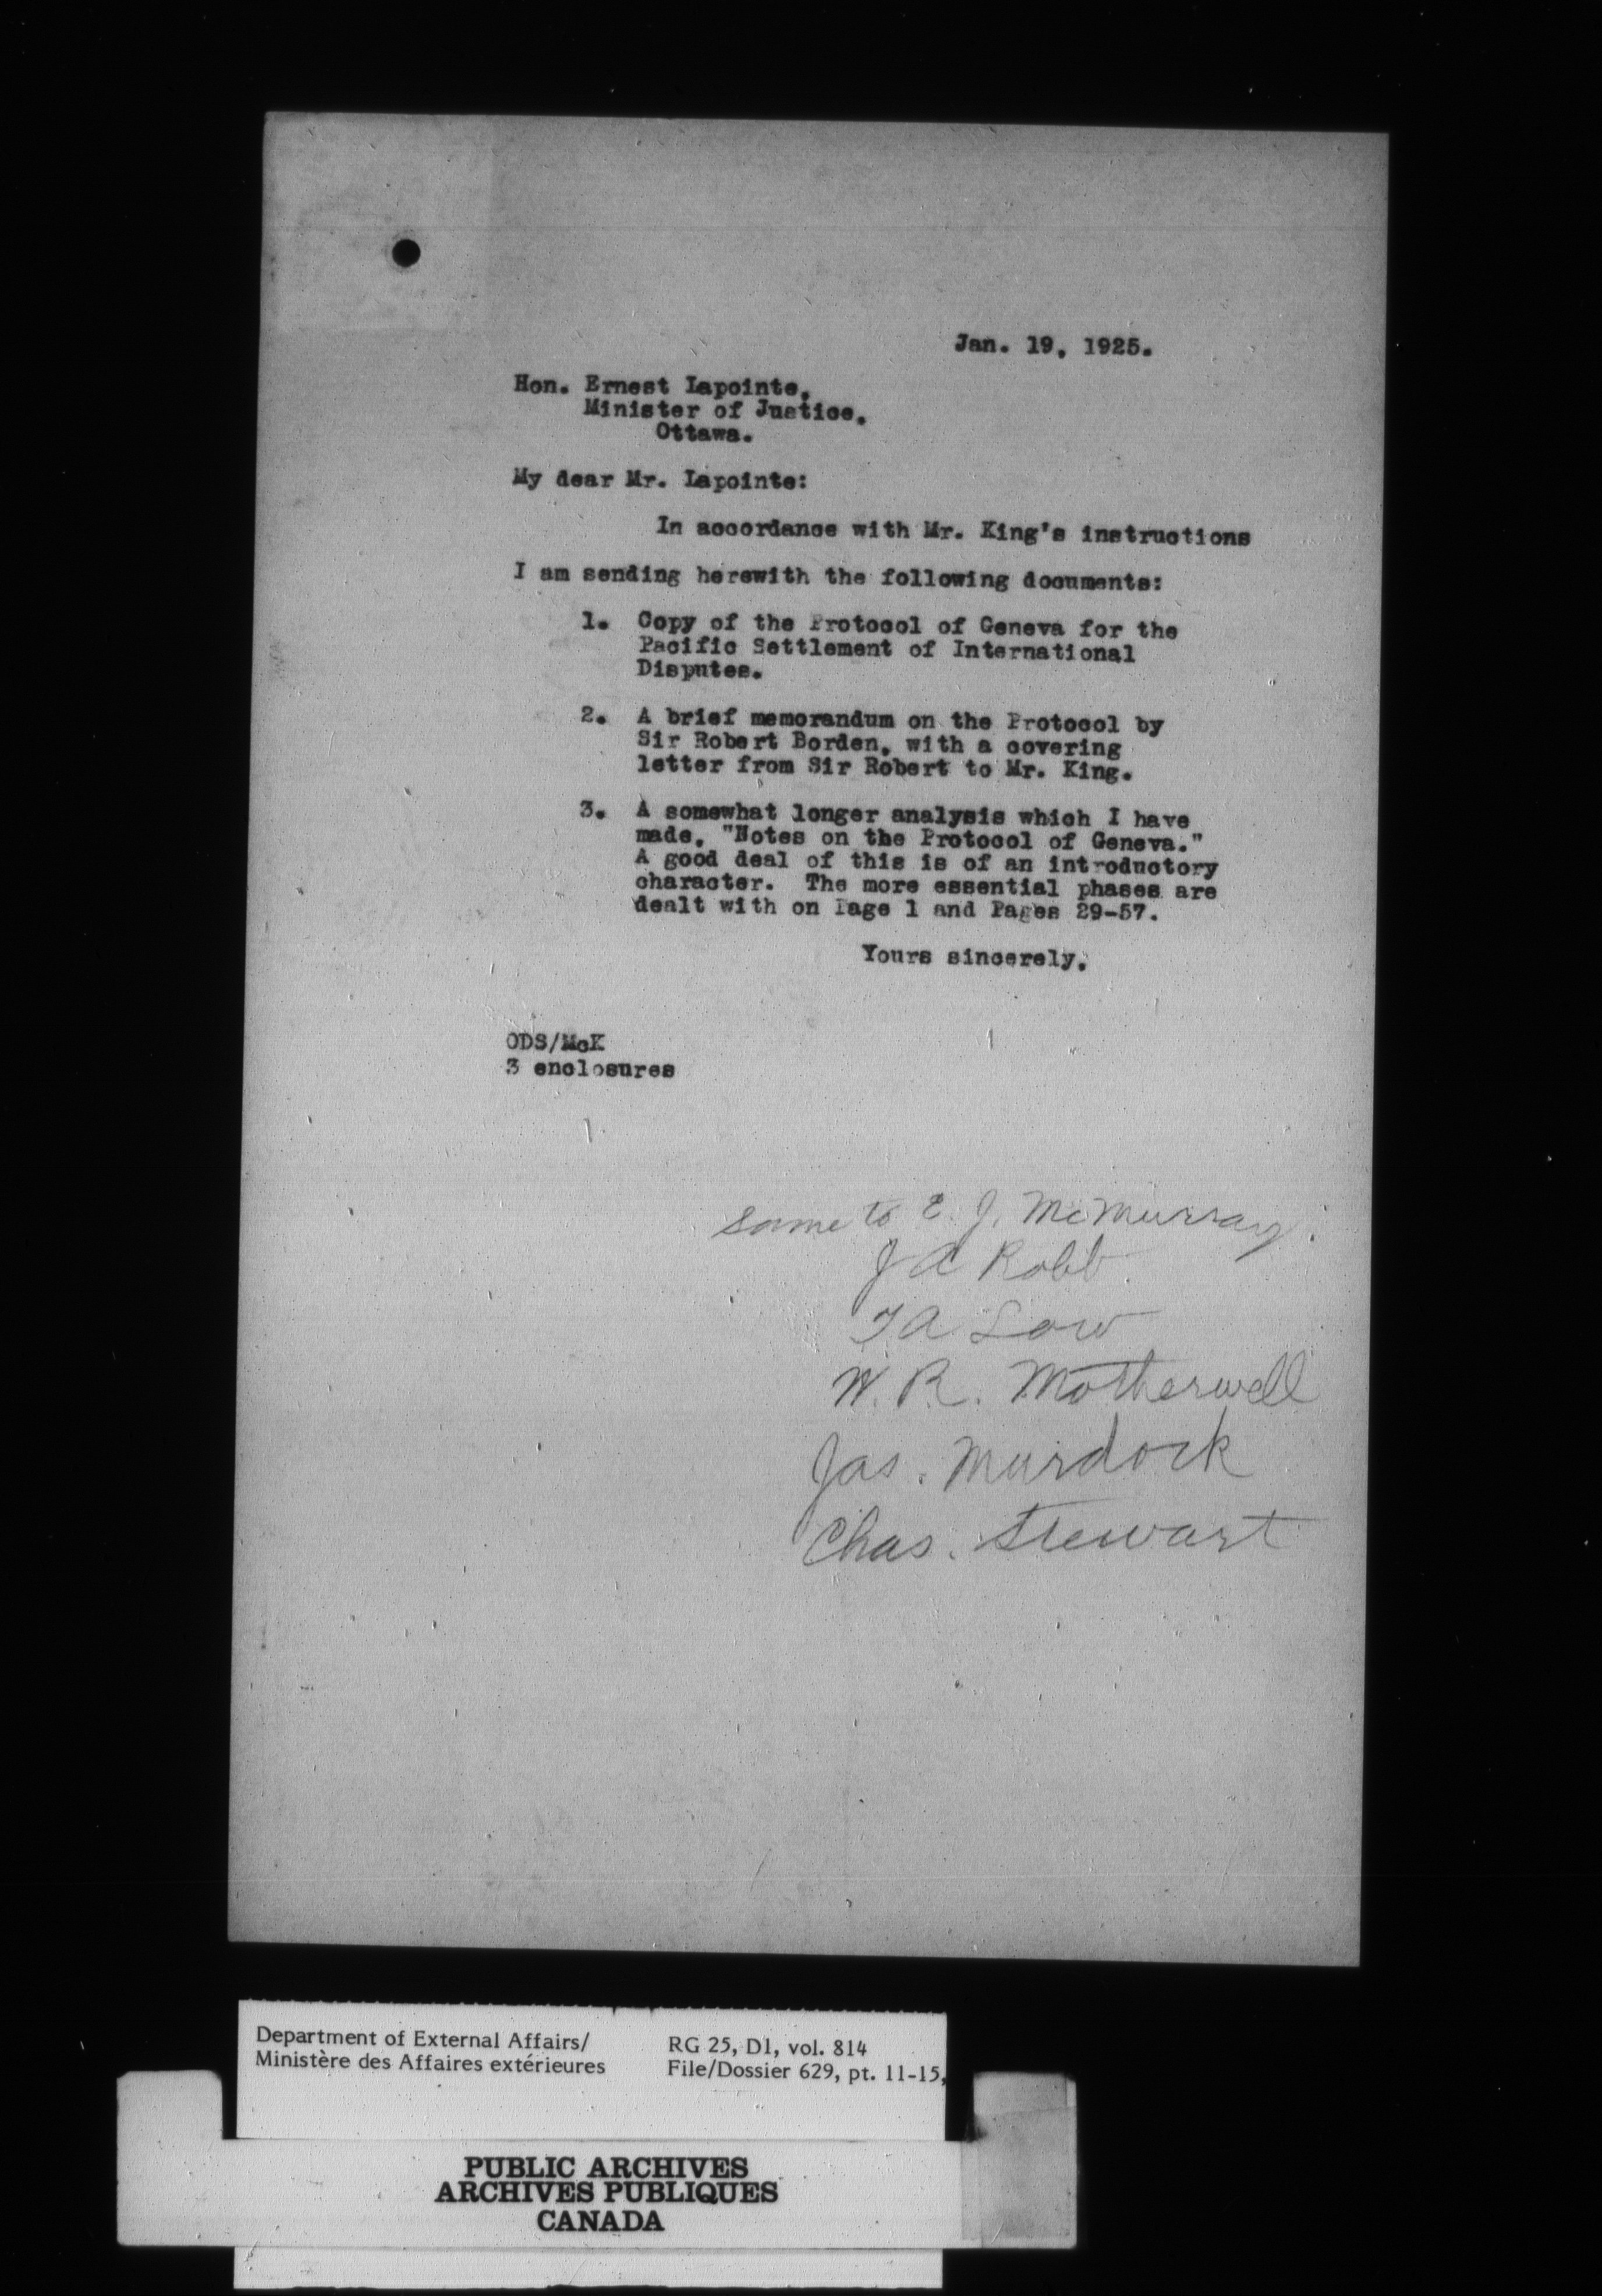 Jan. 19, 1925.
Hon. Ernest Lapointe,
Minister of Justice,
Ottawa.
My dear Mr. Lapointe:
In accordance with Mr. King's instructions
I am sending herewith the following documents:
1. Copy of the Protocol of Geneva for the
Pacific Settlement of International
Disputes.
2. A brief memorandum on the Protocol by
Sir Robert Borden, with a covering
letter from Sir Robert to Mr. King.
3. A somewhat longer analysis which I have
made, "Notes on the Protocol of Geneva."
A good deal of this is of an introductory
character. The more essential phases are
dealt with on Page 1 and Pages 29-57.
Yours sincerely,
ODS/McK
3 enclosures
same to E. J. McMurray.
J A Robb
T A Low
W. R. Motherwell
Jas. Murdock
Chas. Stewart
Department of External Affairs/
Ministère des Affaires extérieures
RG 25, D1, vol. 814
File/Dossier 629, pt. 11-15,
PUBLIC ARCHIVES
ARCHIVES PUBLIQUES
CANADA